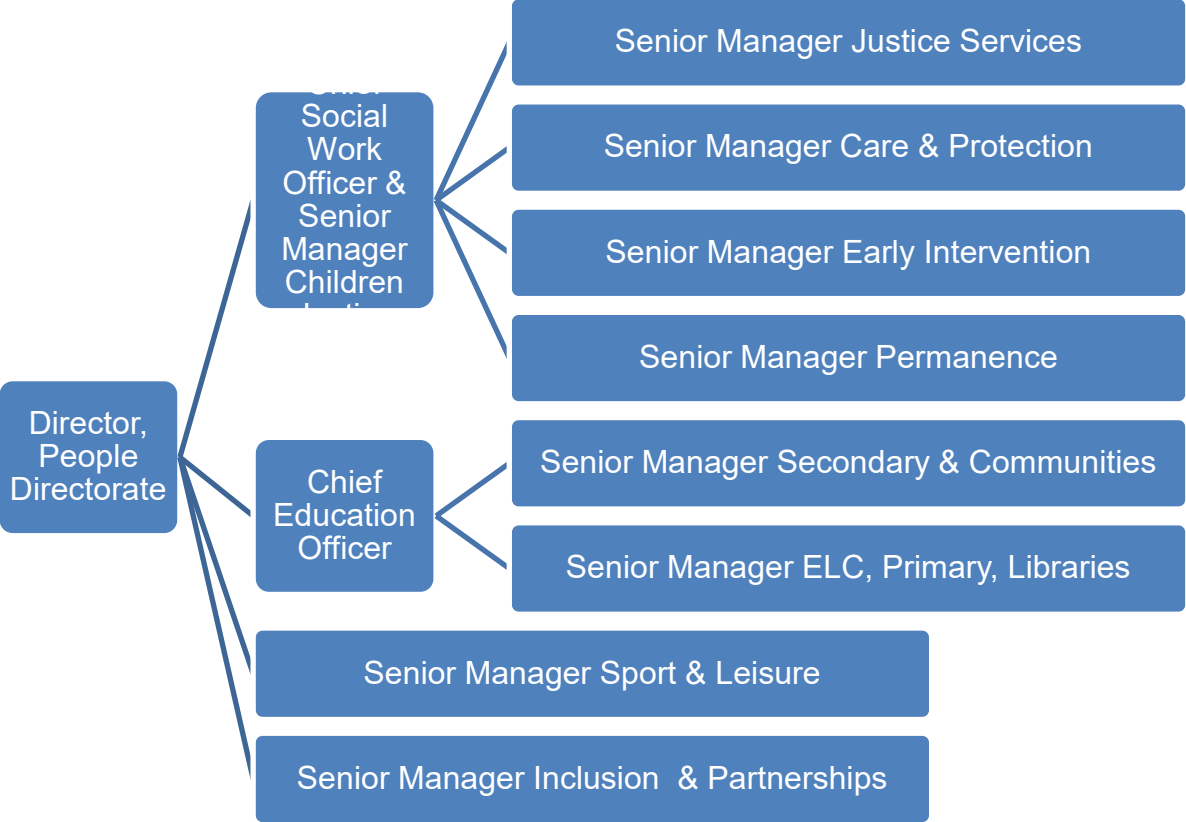 Senior Manager Justice Services
Social
Work
Officer &
Senior
Manager
Children
Senior Manager Care & Protection
Senior Manager Early Intervention
Senior Manager Permanence
Director,
People
Directorate
Chief
Education
Officer
Senior Manager Secondary & Communities
Senior Manager ELC, Primary, Libraries
Senior Manager Sport & Leisure
Senior Manager Inclusion  & Partnerships